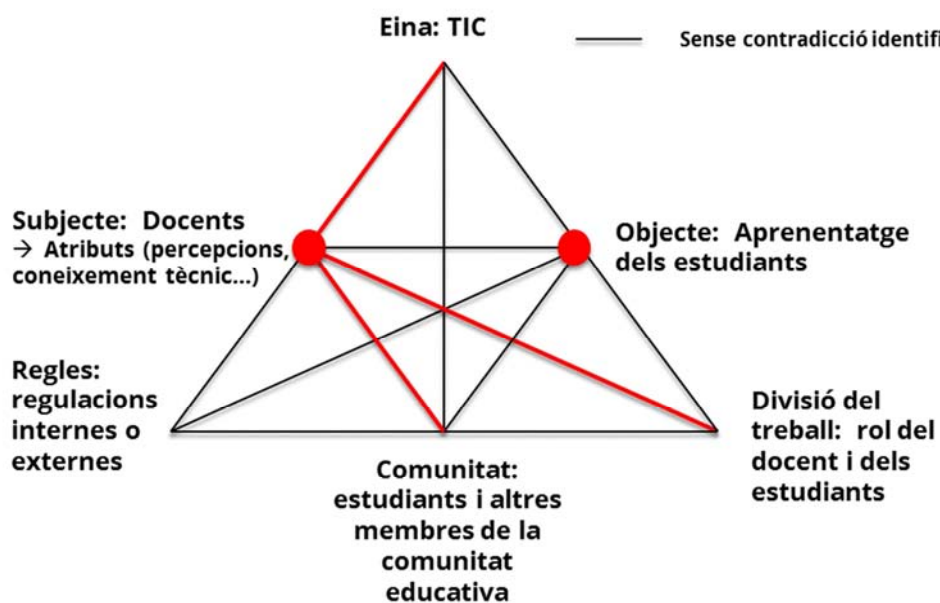 Eina: TIC
Sense contradicció identifi
Subjecte: Docents
→ Atributs (percepcions,
coneixement tècnic...)
Objecte: Aprenentatge
dels estudiants
Regles:
regulacions
internes o
externes
Comunitat:
estudiants i altres
membres de la
comunitat
educativa
Divisió del
treball: rol del
docent i dels
estudiants